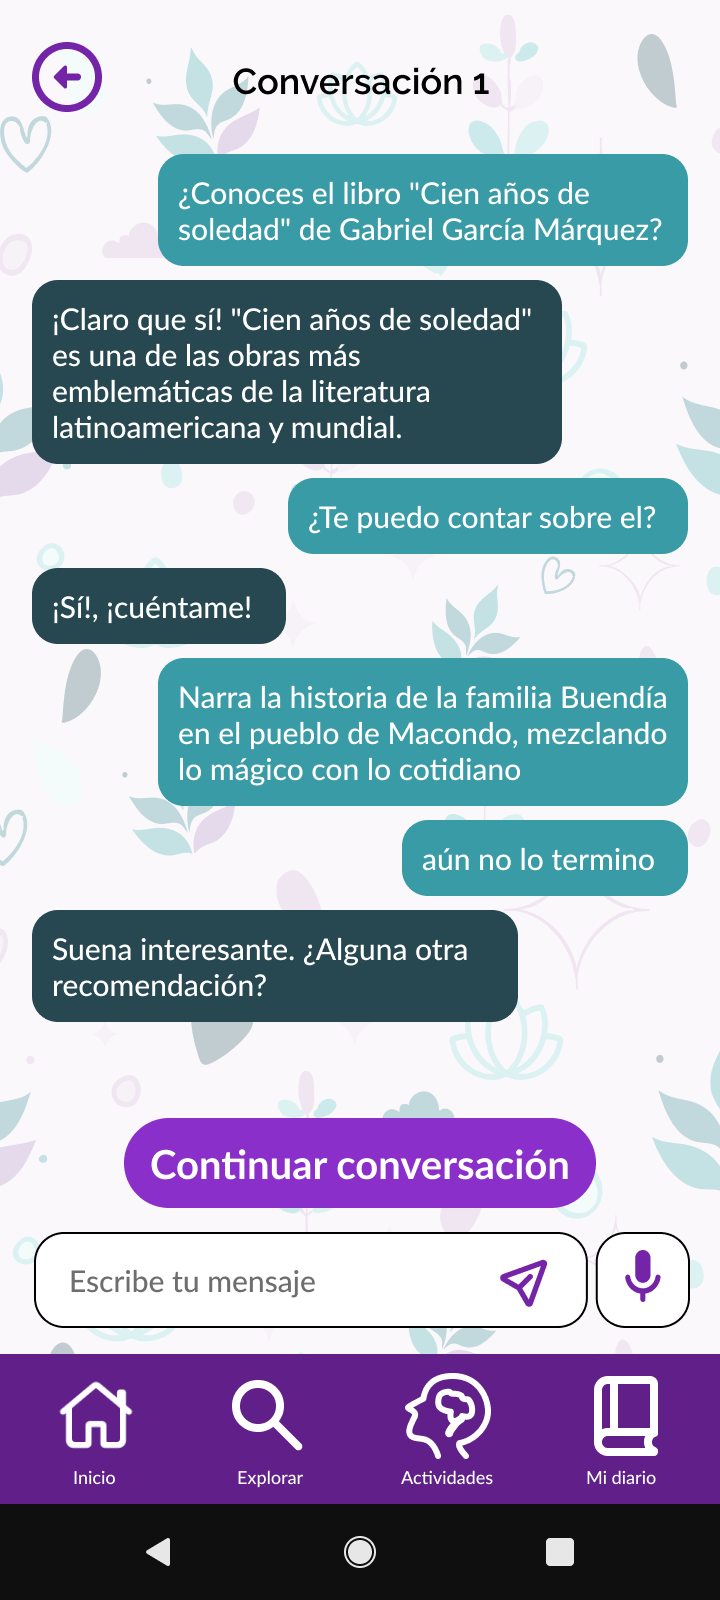 Conversación 1
¿Conoces el libro "Cien años de
soledad" de Gabriel García Márquez?
¡Claro que sí! "Cien años de soledad"
es una de las obras más
emblemáticas de la literatura
latinoamericana y mundial.
¿Te puedo contar sobre el?
¡Sí!, ¡cuéntame!
Narra la historia de la familia Buendía
en el pueblo de Macondo, mezclando
lo mágico con lo cotidiano
aún no lo termino
Suena interesante. ¿Alguna otra
recomendación?
Continuar conversación
Escribe tu mensaje
Inicio
Explorar
Actividades
Mi diario